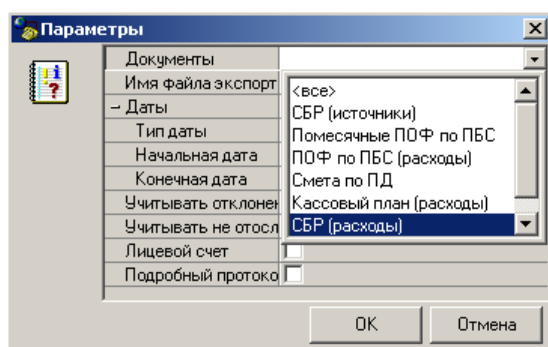 Параметры
Документы
Имя файла экспорт
<все>
СБР (источники)
Помесячные ПОФ по ПБС
ПОФ по ПБС (расходы)
Смета по ПД
Кассовый план (расходы)
СБР (расходы)
Даты
Тип даты
Начальная дата
Конечная дата
Учитывать отклонен
Учитывать не отосл
Лицевой счет
Подробный протоко
OK
Отмена